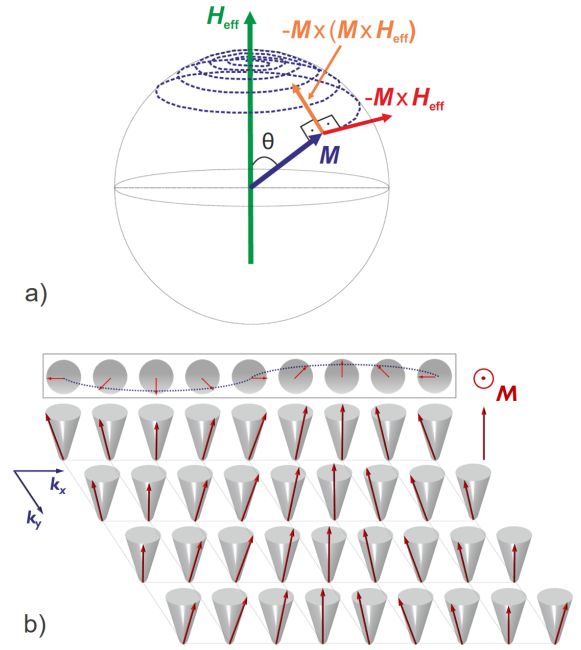 H_eff
-M x (M x H_eff)
-M x H_eff
θ
M
a)
M
k_x
k_y
b)